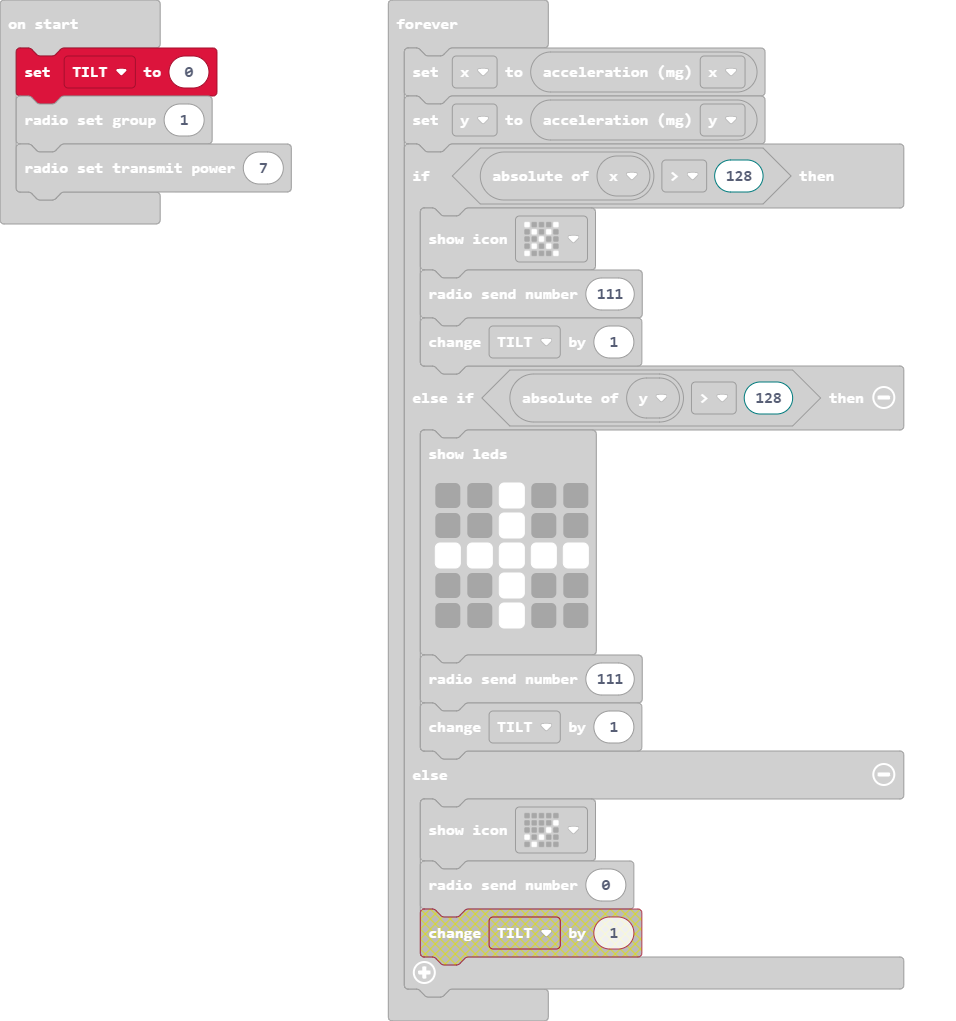 on start
set TILT to 0
radio set group 1
radio set transmit power 7
forever
set x to acceleration (mg) x
set y to acceleration (mg) y
if absolute of x > 128 then
show icon
radio send number 111
change TILT by 1
else if absolute of y > 128 then
show leds
radio send number 111
change TILT by 1
else
show icon
radio send number 0
change TILT by 1